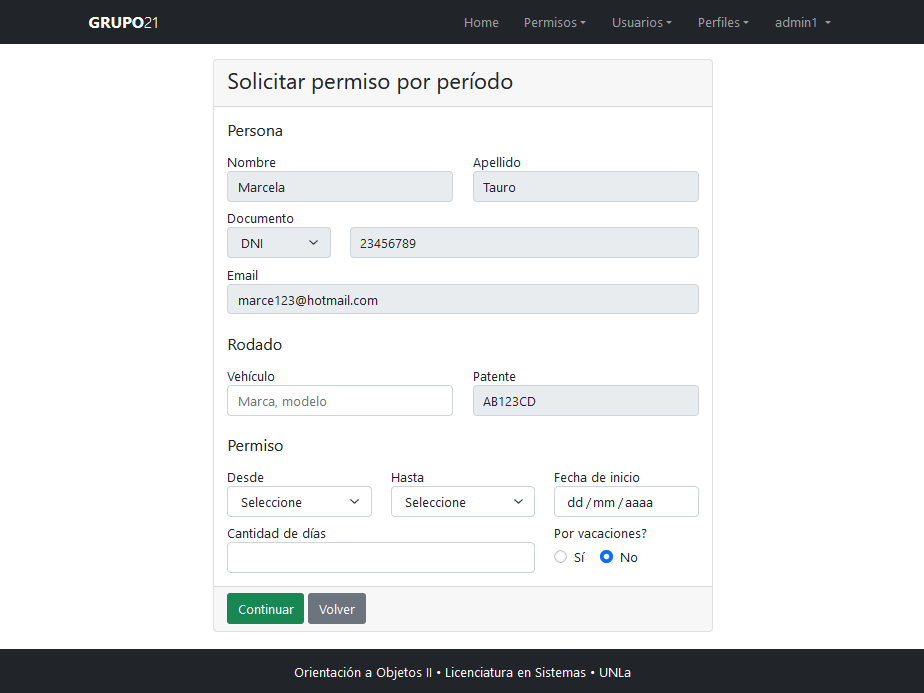 GRUPO21 Home Permisos Usuarios Perfiles admin1
Solicitar permiso por período
Persona
Nombre Apellido
Marcela Tauro
Documento
DNI 23456789
Email
marce123@hotmail.com
Rodado
Vehículo Patente
Marca, modelo AB123CD
Permiso
Desde Hasta Fecha de inicio
Seleccione Seleccione dd/mm/aaaa
Cantidad de días Por vacaciones?
Sí No
Continuar Volver
Orientación a Objetos II • Licenciatura en Sistemas • UNLa